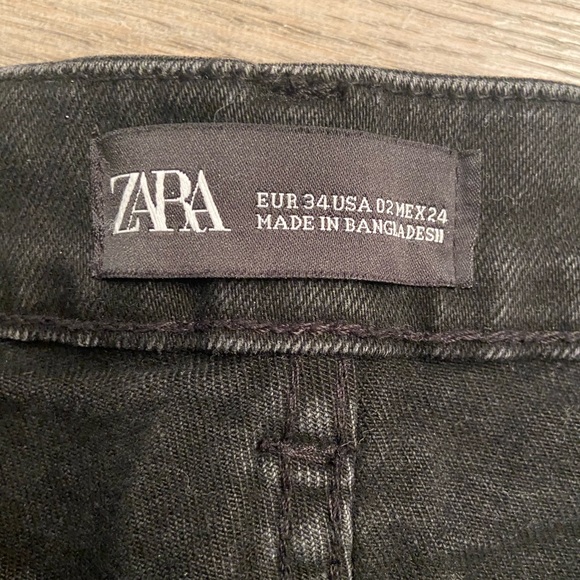 ZARA
EUR 34 USA 02 MEX 24
MADE IN BANGLADESH